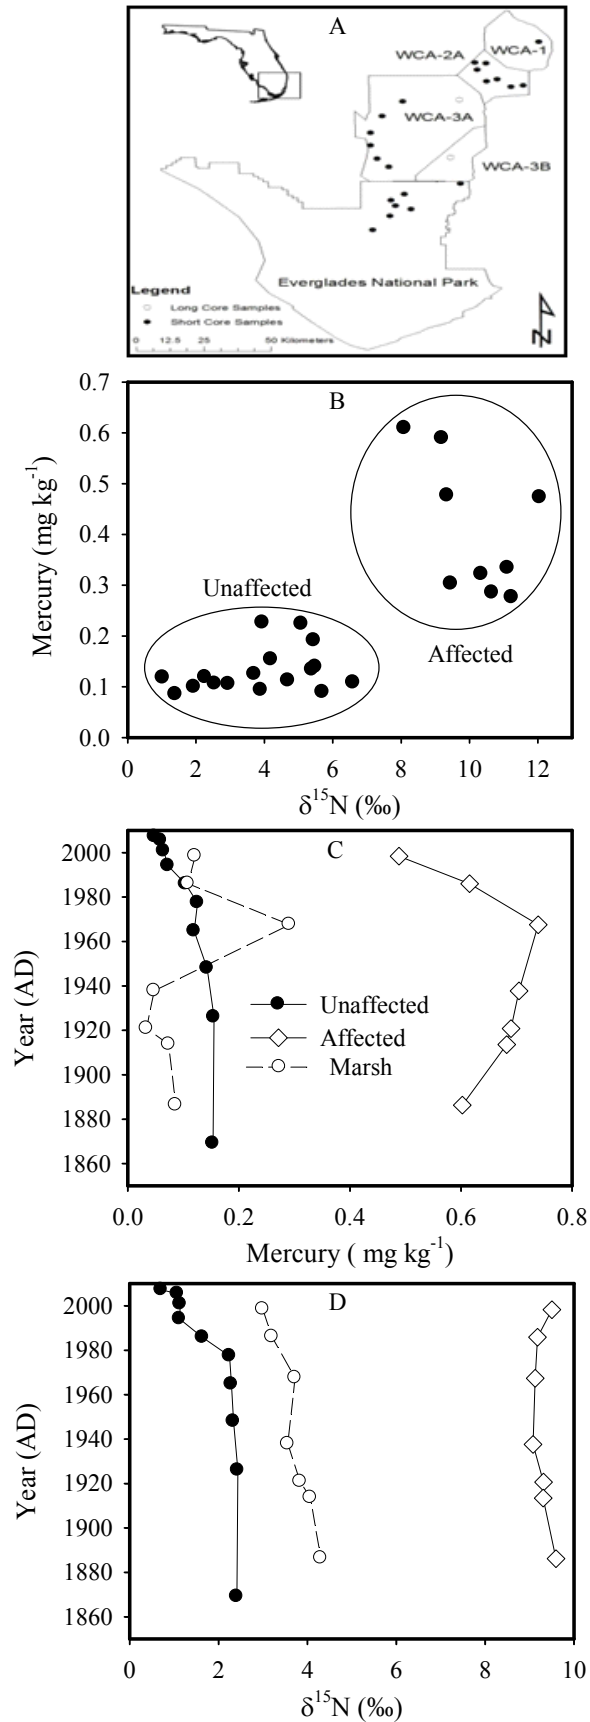 A
WCA-2A
WCA-1
WCA-3A
WCA-3B
Everglades National Park
Legend
Long Core Samples
Short Core Samples
0 12.5 25 50 Kilometers
N
B
0.7
0.6
0.5
0.4
0.3
0.2
0.1
0.0
Mercury (mg kg⁻¹)
Unaffected
Affected
0 2 4 6 8 10 12
δ¹⁵N (‰)
C
2000
1980
1960
1940
1920
1900
1880
1860
Year (AD)
Unaffected
Affected
Marsh
0.0 0.2 0.4 0.6 0.8
Mercury ( mg kg⁻¹)
D
2000
1980
1960
1940
1920
1900
1880
1860
Year (AD)
0 2 4 6 8 10
δ¹⁵N (‰)